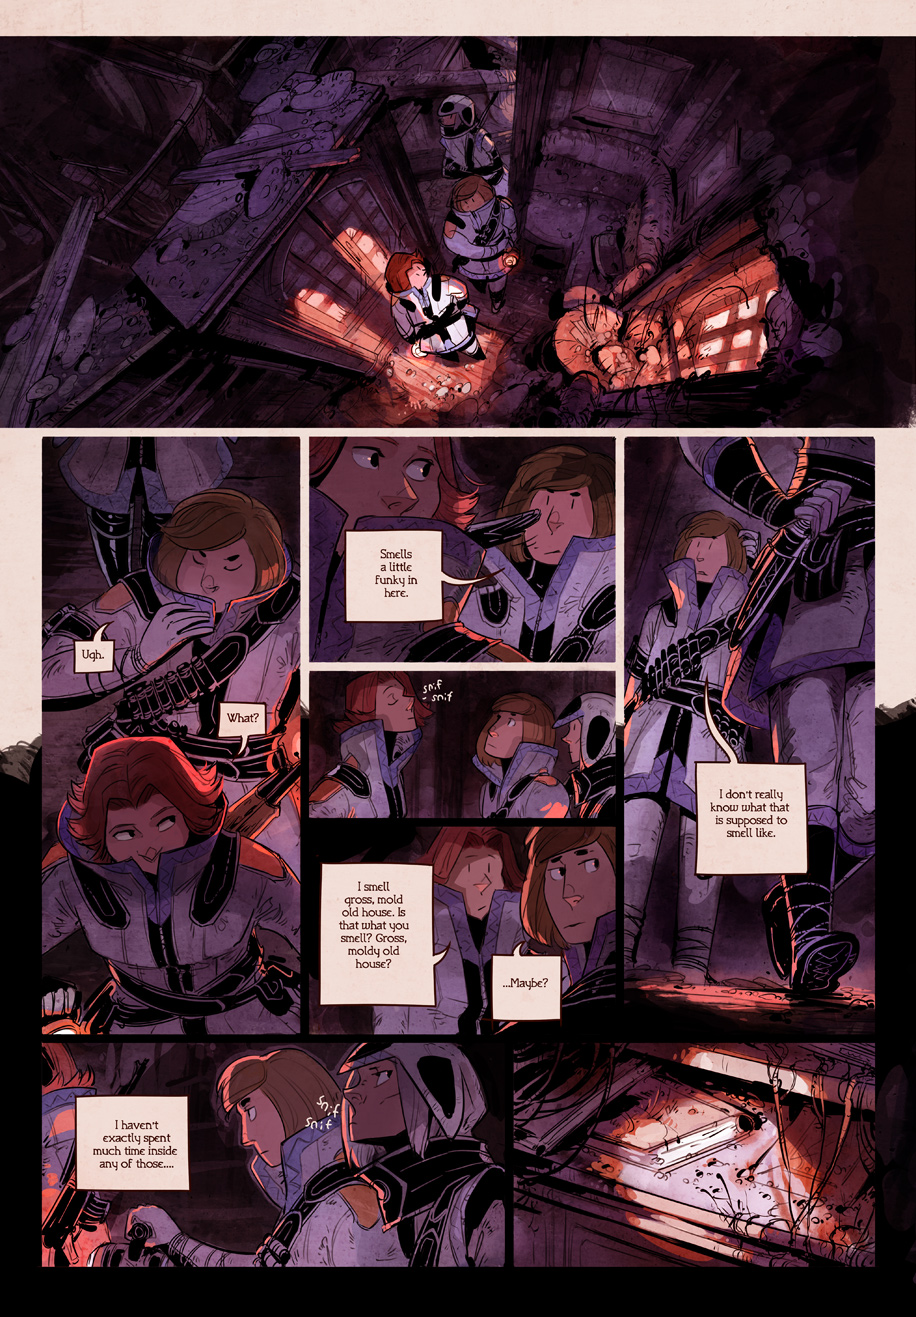 Ugh.
What?
Smells
a little
funky in
here.
snif
- snif
I smell
gross, mold
old house. Is
that what you
smell? Gross,
moldy old
house?
...Maybe?
I don't really
know what that
is supposed to
smell like.
I haven't
exactly spent
much time inside
any of those....
snif
snif